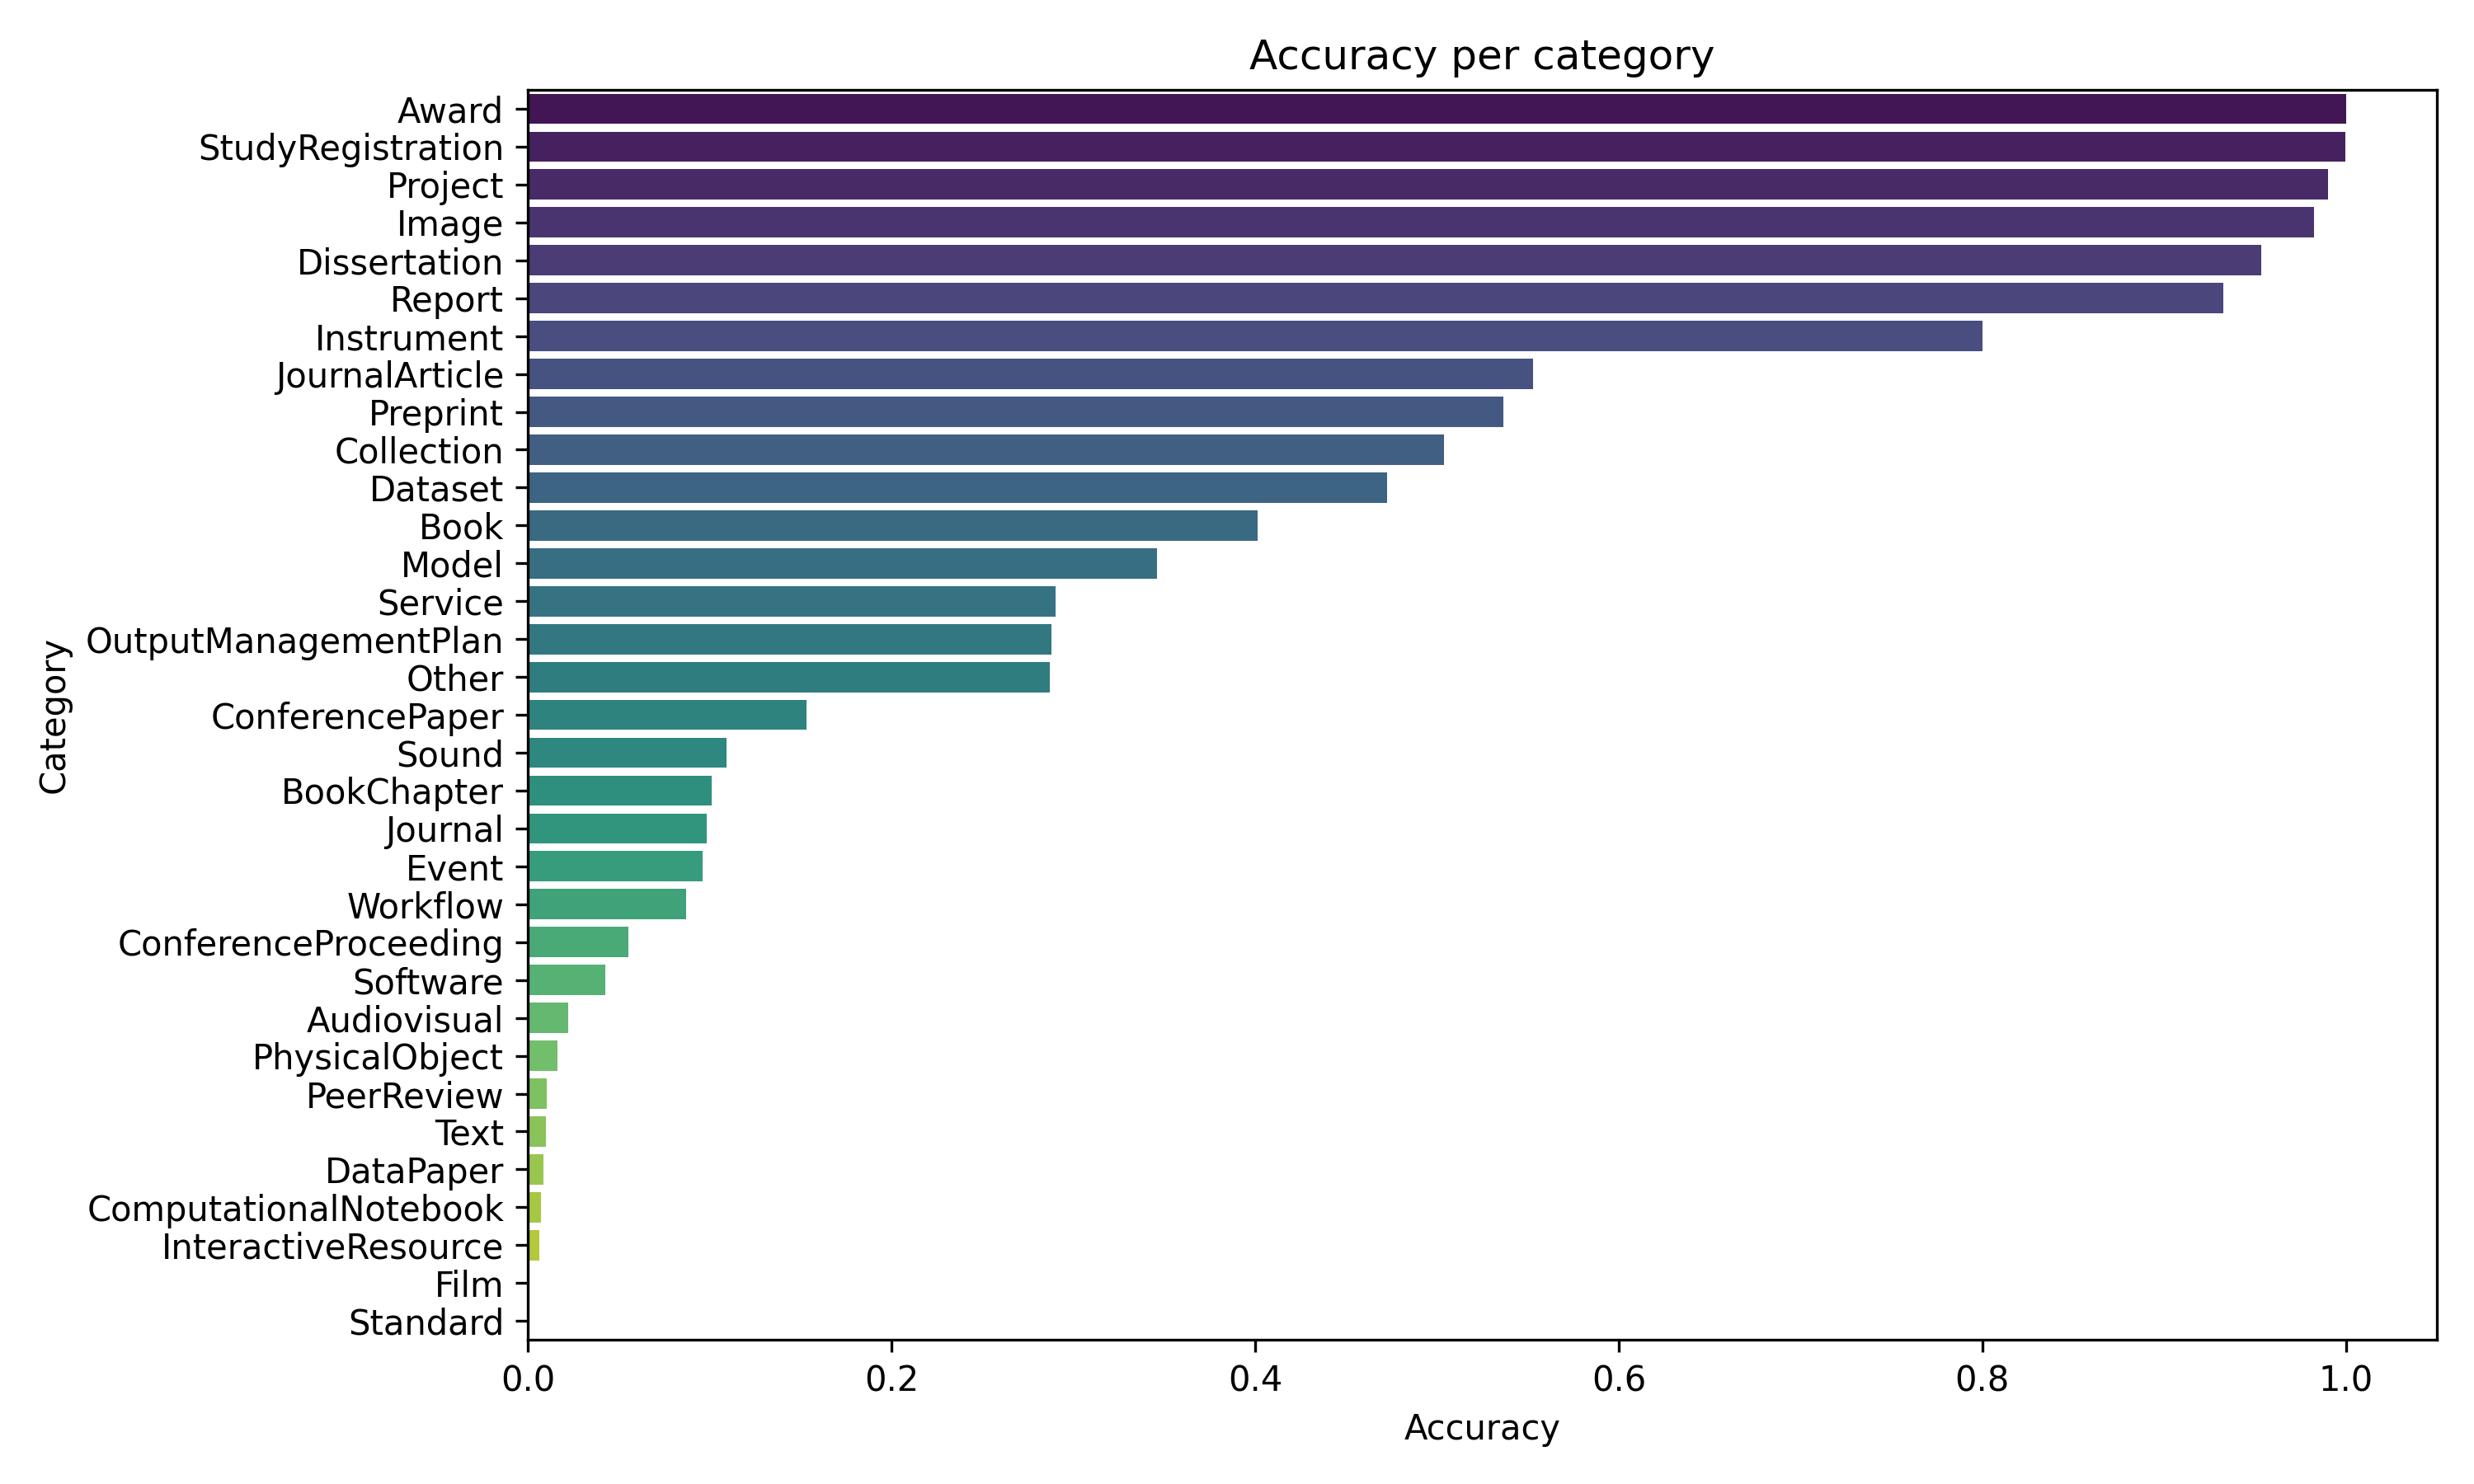 Accuracy per category
Award
StudyRegistration
Project
Image
Dissertation
Report
Instrument
JournalArticle
Preprint
Collection
Dataset
Book
Model
Service
OutputManagementPlan
Other
ConferencePaper
Sound
BookChapter
Journal
Event
Workflow
ConferenceProceeding
Software
Audiovisual
PhysicalObject
PeerReview
Text
DataPaper
ComputationalNotebook
InteractiveResource
Film
Standard
Category
0.0 0.2 0.4 0.6 0.8 1.0
Accuracy